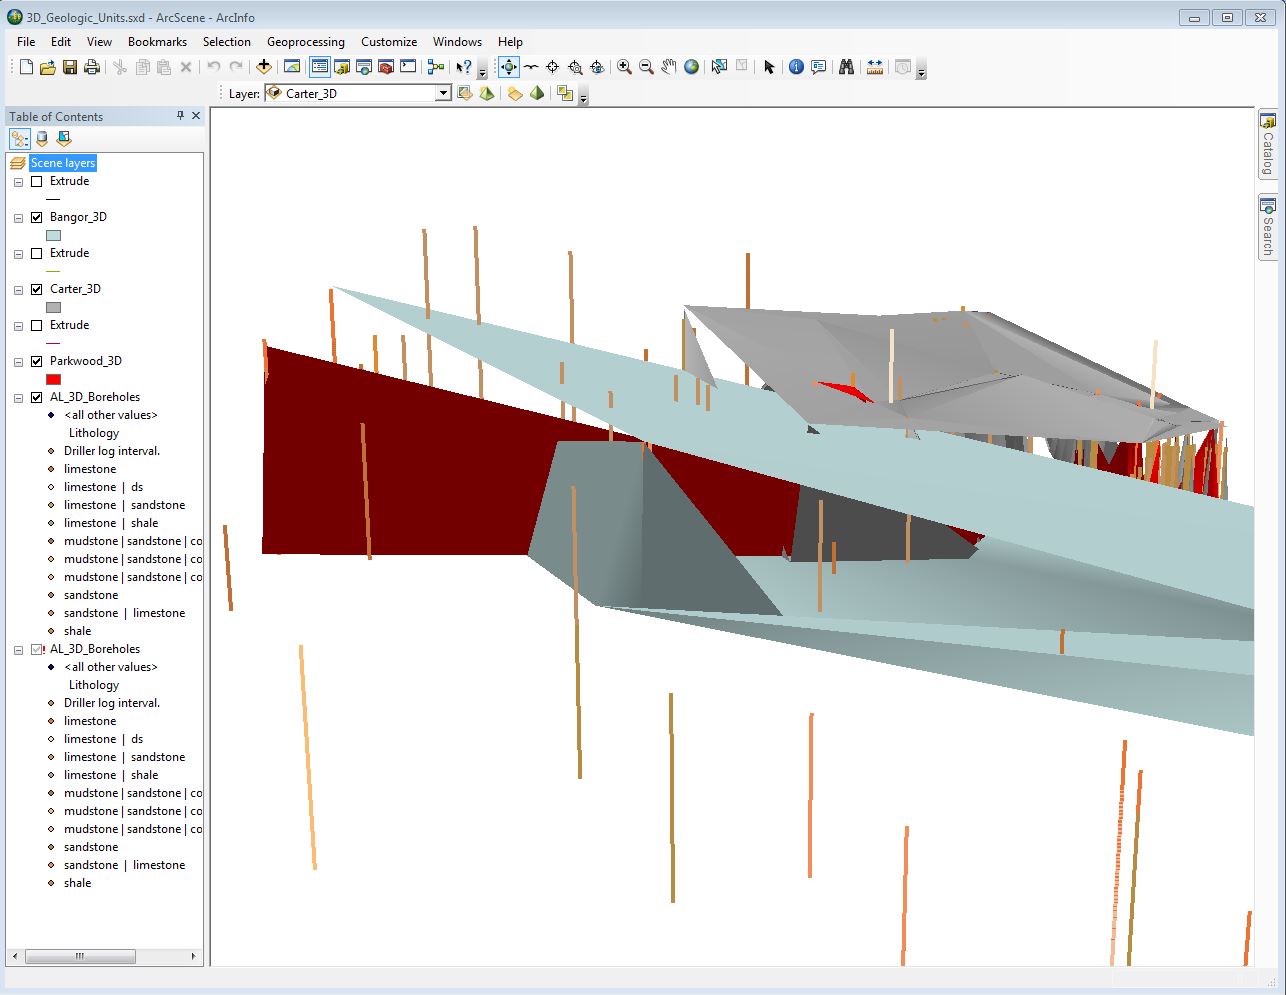 3D_Geologic_Units.sxd - ArcScene - ArcInfo
File Edit View Bookmarks Selection Geoprocessing Customize Windows Help
Layer: Carter_3D
Table of Contents
Scene layers
Extrude
Bangor_3D
Extrude
Carter_3D
Extrude
Parkwood_3D
AL_3D_Boreholes
<all other values>
Lithology
Driller log interval.
limestone
limestone | ds
limestone | sandstone
limestone | shale
mudstone | sandstone | co
mudstone | sandstone | co
mudstone | sandstone | co
sandstone
sandstone | limestone
shale
AL_3D_Boreholes
<all other values>
Lithology
Driller log interval.
limestone
limestone | ds
limestone | sandstone
limestone | shale
mudstone | sandstone | co
mudstone | sandstone | co
mudstone | sandstone | co
sandstone
sandstone | limestone
shale
Catalog
Search